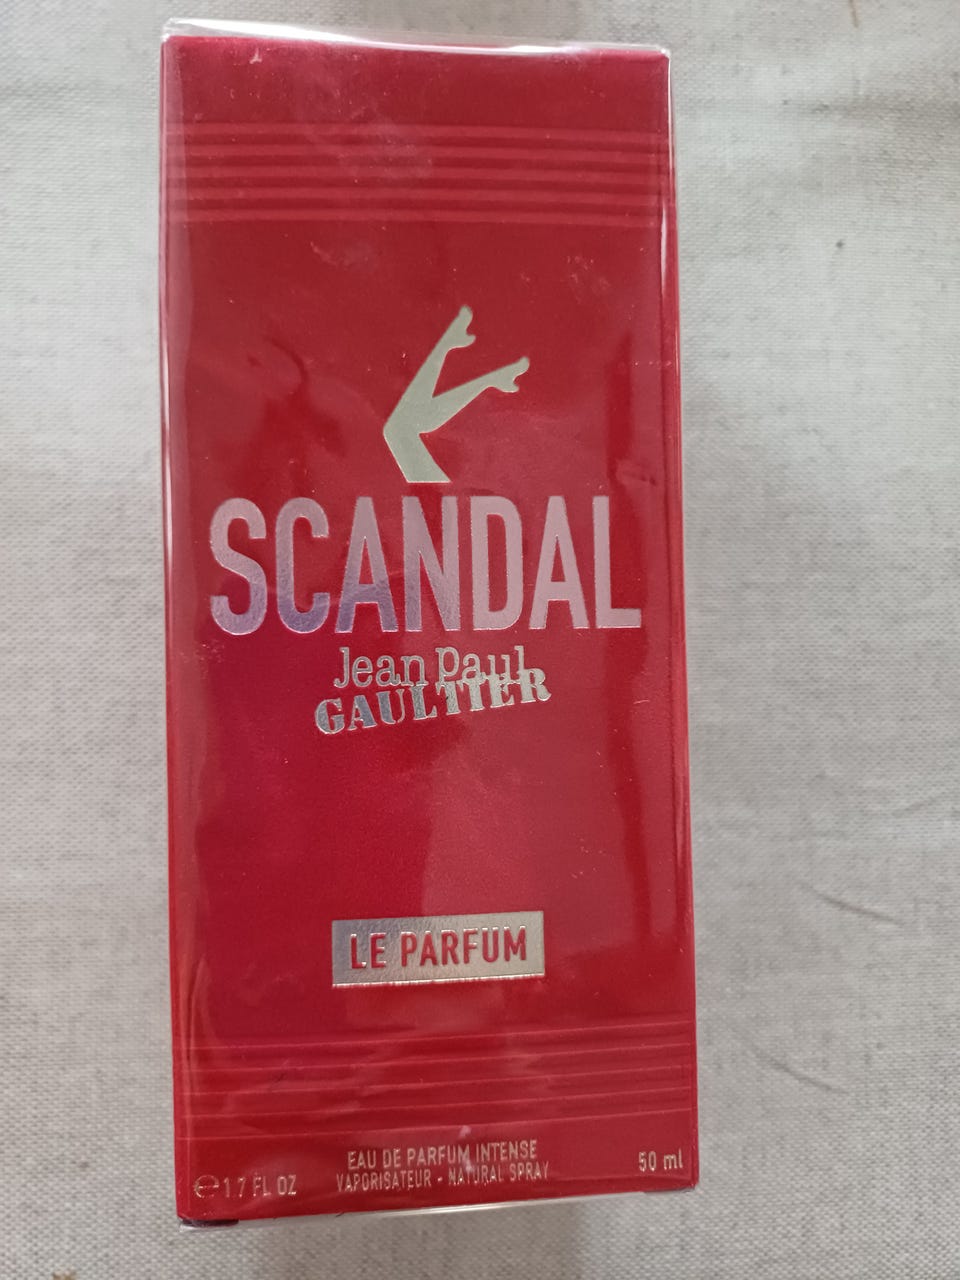 SCANDAL
Jean Paul
GAULTIER
LE PARFUM
EAU DE PARFUM INTENSE
VAPORISATEUR - NATURAL SPRAY
℮1.7 FL OZ
50 ml